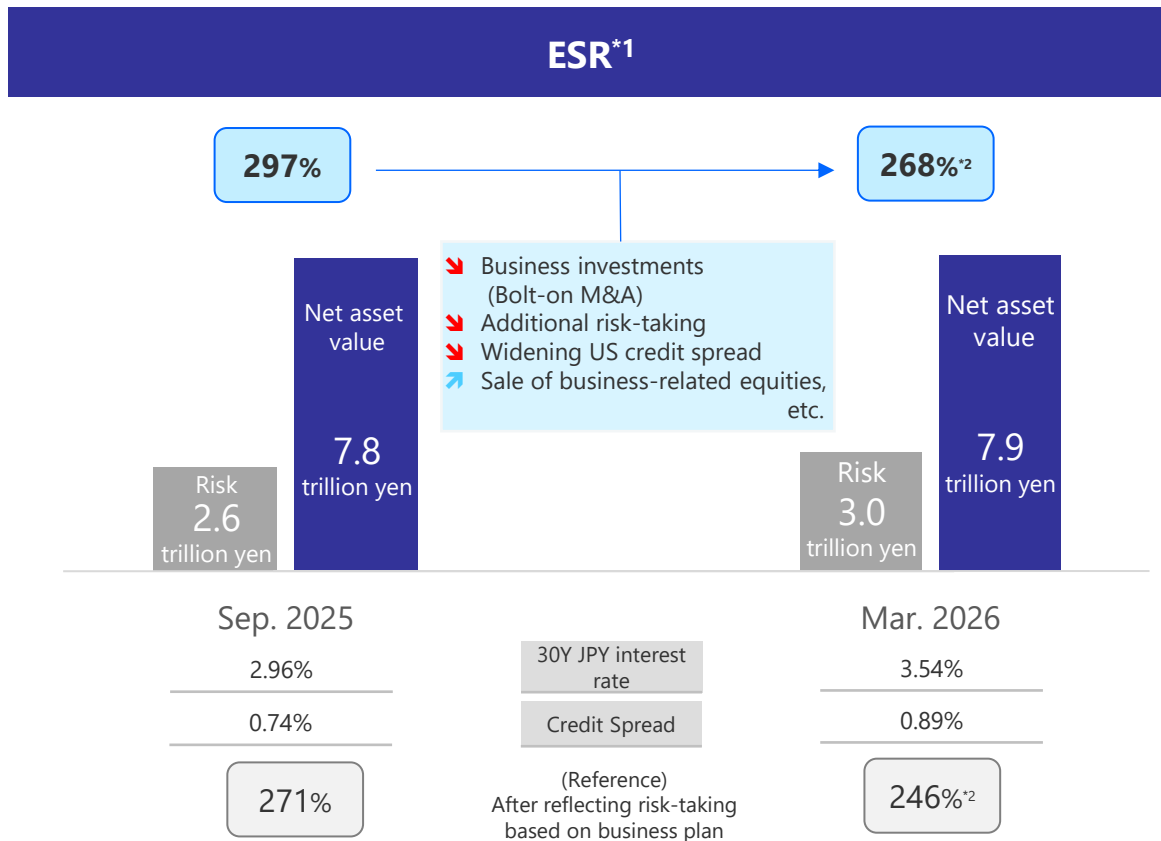 ESR*1
297%
268%*2
Business investments
(Bolt-on M&A)
Additional risk-taking
Widening US credit spread
Sale of business-related equities,
etc.
Net asset
value
7.8
trillion yen
Risk
2.6
trillion yen
Net asset
value
7.9
trillion yen
Risk
3.0
trillion yen
Sep. 2025
Mar. 2026
2.96%
30Y JPY interest
rate
3.54%
0.74%
Credit Spread
0.89%
271%
(Reference)
After reflecting risk-taking
based on business plan
246%*2